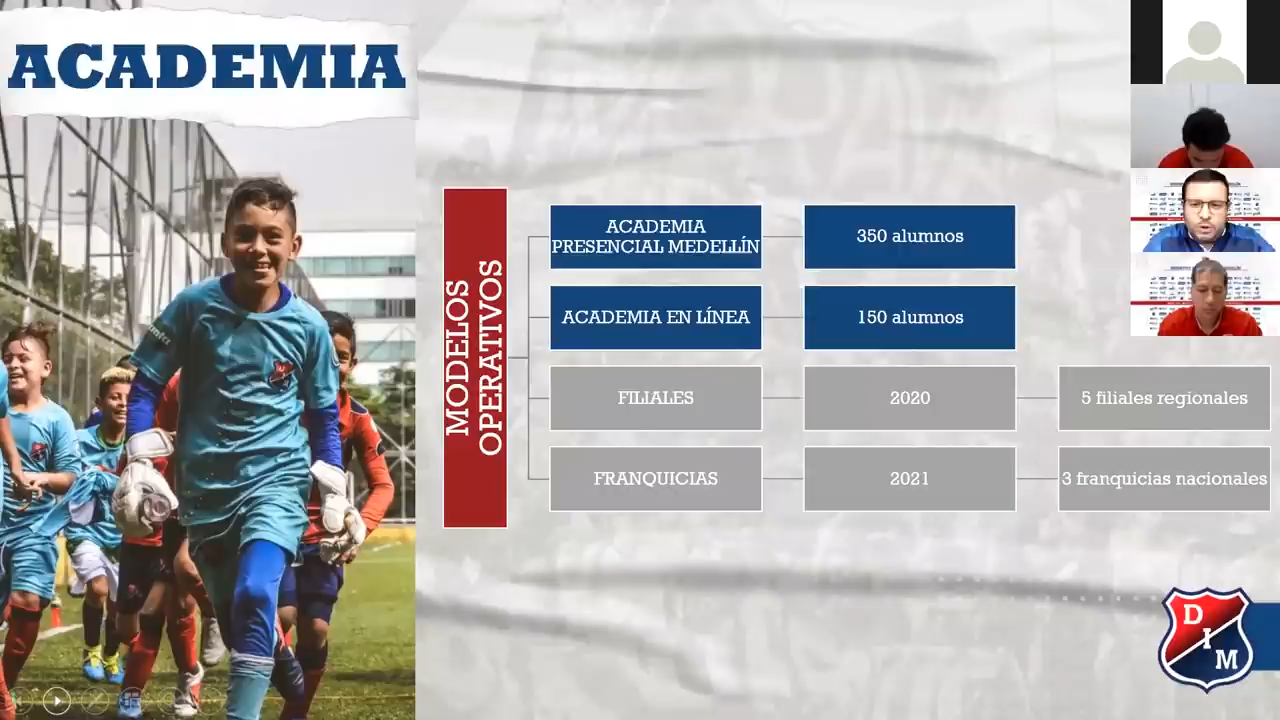 ACADEMIA
MODELOS
OPERATIVOS
ACADEMIA
PRESENCIAL MEDELLÍN
350 alumnos
ACADEMIA EN LÍNEA
150 alumnos
FILIALES
2020
5 filiales regionales
FRANQUICIAS
2021
3 franquicias nacionales
D
I
M